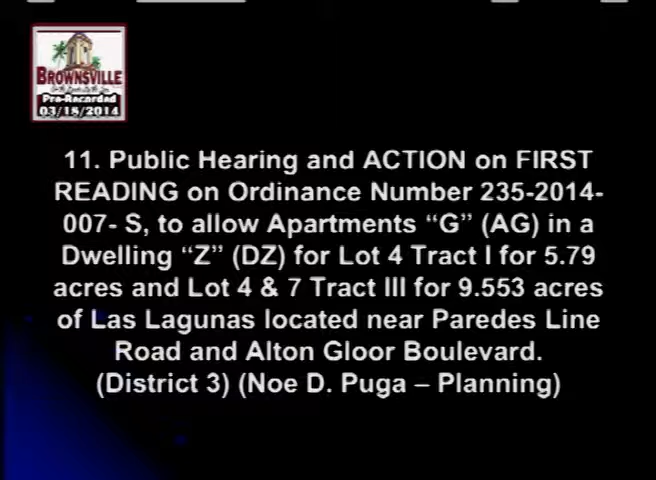 BROWNSVILLE
Pre-Recorded
03/18/2014
11. Public Hearing and ACTION on FIRST
READING on Ordinance Number 235-2014-
007- S, to allow Apartments “G” (AG) in a
Dwelling “Z” (DZ) for Lot 4 Tract I for 5.79
acres and Lot 4 & 7 Tract III for 9.553 acres
of Las Lagunas located near Paredes Line
Road and Alton Gloor Boulevard.
(District 3) (Noe D. Puga – Planning)